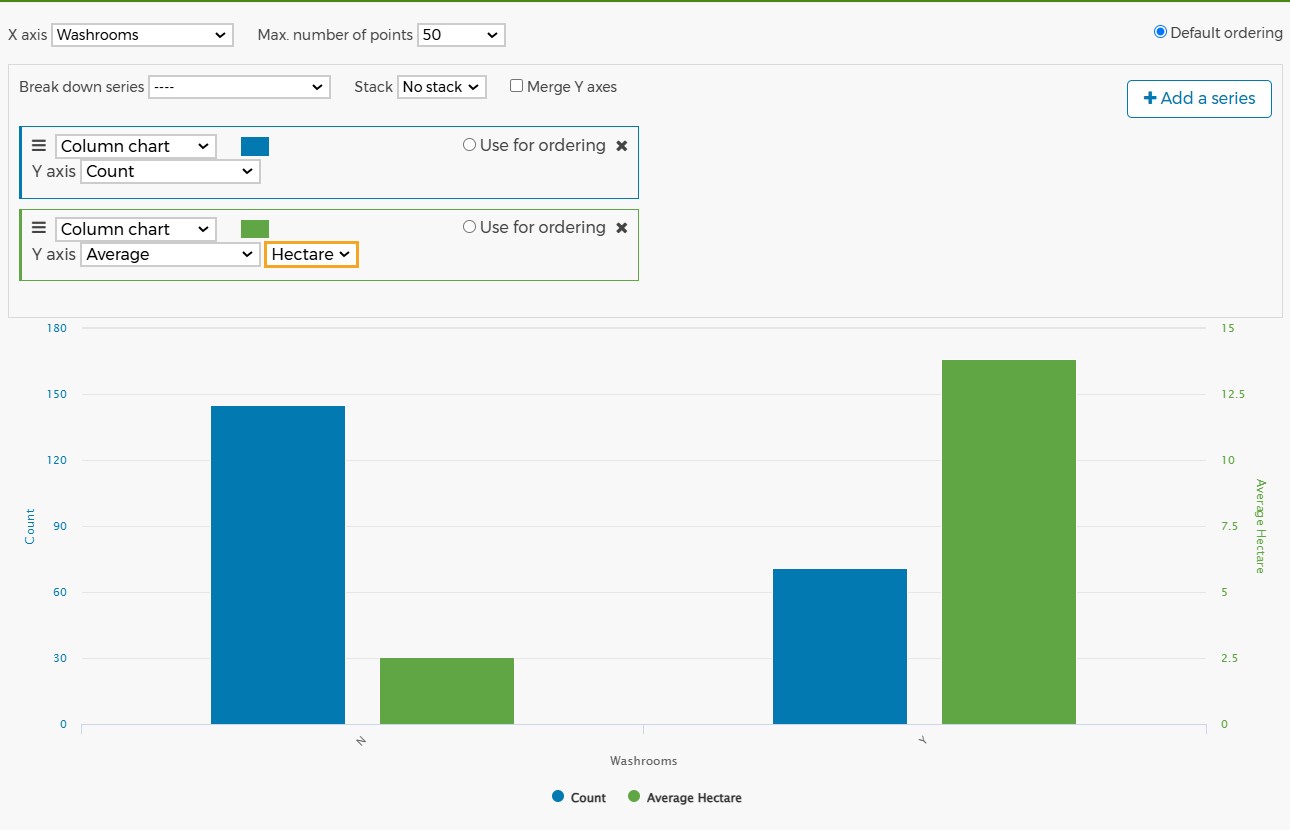 X axis Washrooms Max. number of points 50 Default ordering
Break down series ---- Stack No stack Merge Y axes
+ Add a series
Column chart Use for ordering ✖
Y axis Count
Column chart Use for ordering ✖
Y axis Average Hectare
180 15
150 12.5
120 10
90 7.5
60 5
30 2.5
0 0
Count
Average Hectare
N Y
Washrooms
Count Average Hectare